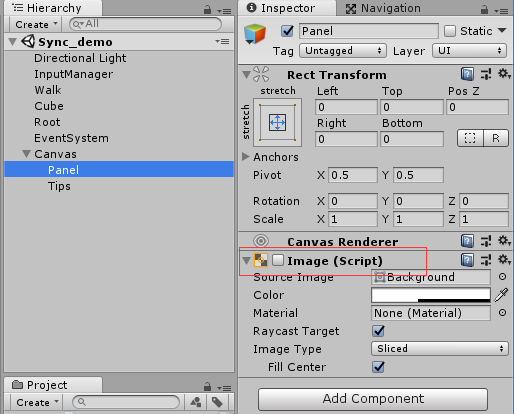 Hierarchy
Create
All
Sync_demo
Directional Light
InputManager
Walk
Cube
Root
EventSystem
Canvas
Panel
Tips
Project
Create
Inspector
Navigation
Panel
Static
Tag
Untagged
Layer
UI
Rect Transform
stretch
stretch
Left
Top
Pos Z
0
0
0
Right
Bottom
0
0
R
Anchors
Pivot
X
0.5
Y
0.5
Rotation
X
0
Y
0
Z
0
Scale
X
1
Y
1
Z
1
Canvas Renderer
Image (Script)
Source Image
Background
Color
Material
None (Material)
Raycast Target
Image Type
Sliced
Fill Center
Add Component